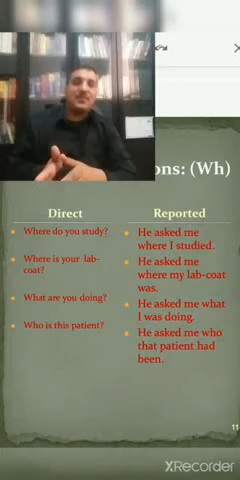 ons: (Wh)
Direct
Where do you study?
Where is your lab-
coat?
What are you doing?
Who is this patient?
Reported
He asked me
where I studied.
He asked me
where my lab-coat
was.
He asked me what
I was doing.
He asked me who
that patient had
been.
11
XRECORDER